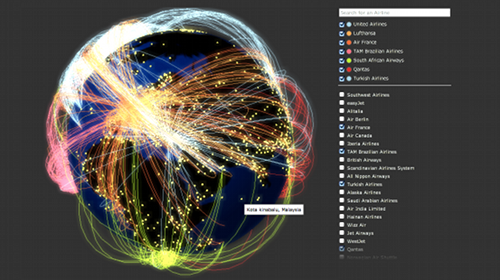 Search for an Airline
United Airlines
Lufthansa
Air France
TAM Brazilian Airlines
South African Airways
Qantas
Turkish Airlines
Southwest Airlines
easyJet
Alitalia
Air Berlin
Air France
Air Canada
Iberia Airlines
TAM Brazilian Airlines
British Airways
Scandinavian Airlines System
All Nippon Airways
Turkish Airlines
Alaska Airlines
Saudi Arabian Airlines
Air India Limited
Hainan Airlines
Wizz Air
Jet Airways
WestJet
Qantas
Kota Kinabalu, Malaysia